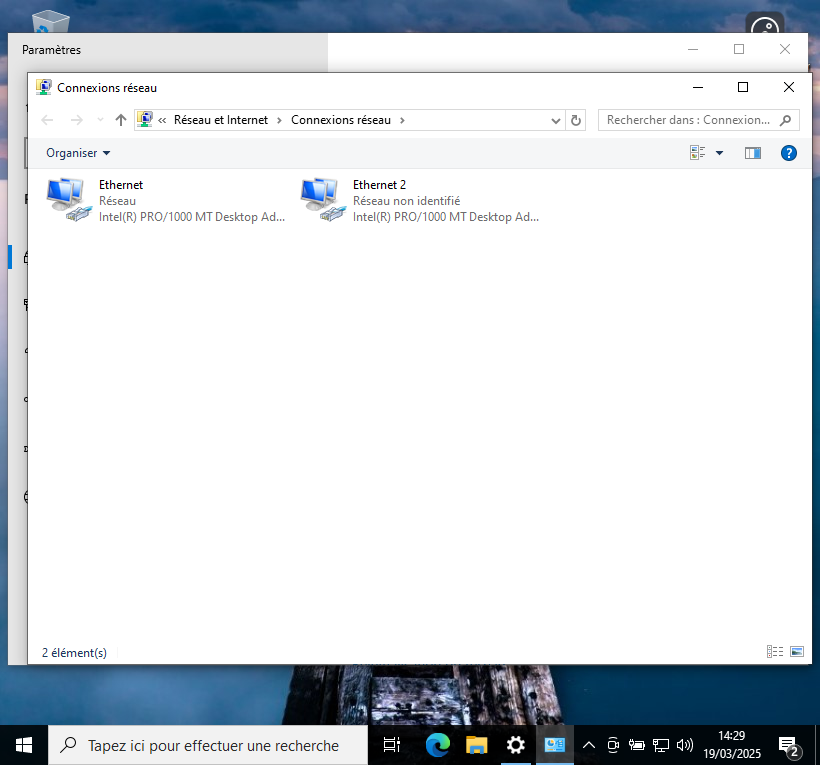 Paramètres
Connexions réseau
« Réseau et Internet > Connexions réseau >
Rechercher dans : Connexion...
Organiser
?
Ethernet
Réseau
Intel(R) PRO/1000 MT Desktop Ad...
Ethernet 2
Réseau non identifié
Intel(R) PRO/1000 MT Desktop Ad...
2 élément(s)
Tapez ici pour effectuer une recherche
14:29
19/03/2025
2